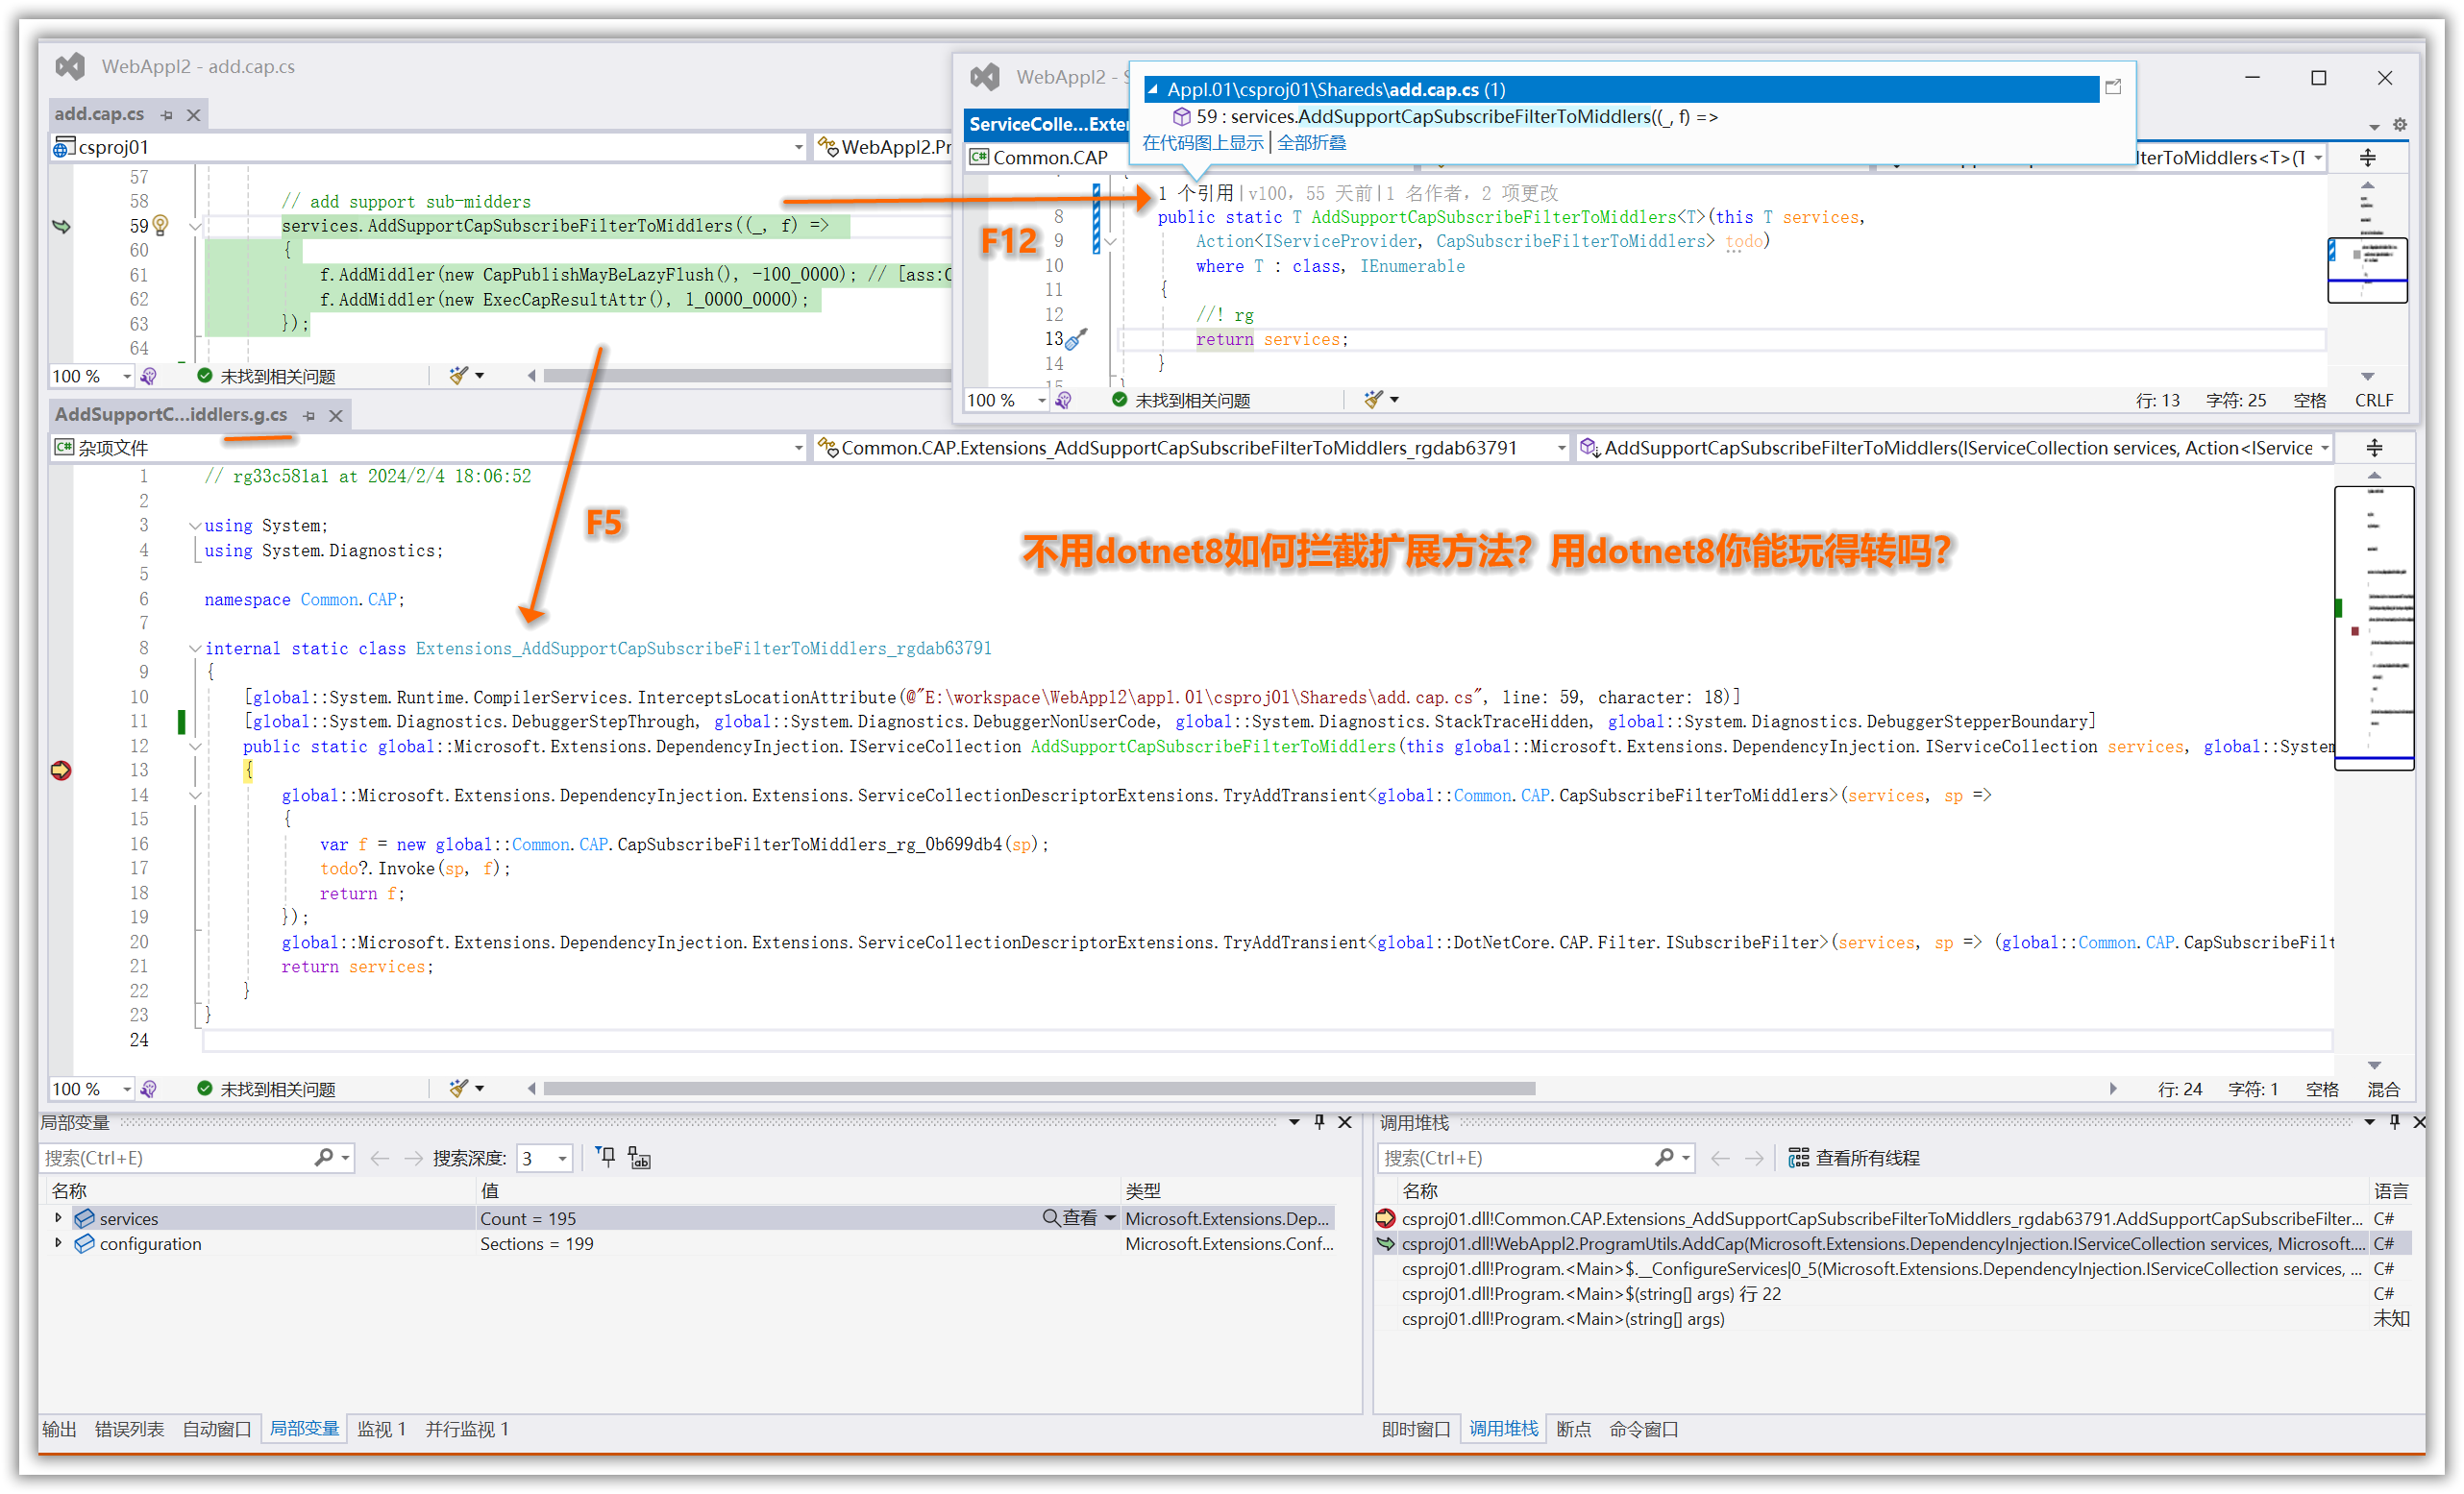 WebAppl2 - add.cap.cs
add.cap.cs
csproj01
WebAppl2.Pr
57
58 // add support sub-midders
59 services.AddSupportCapSubscribeFilterToMiddlers((_, f) =>
60 {
61 f.AddMiddler(new CapPublishMayBeLazyFlush(), -100_0000); // [ass:C
62 f.AddMiddler(new ExecCapResultAttr(), 1_0000_0000);
63 });
64
100 %
未找到相关问题
WebAppl2 - S
Appl.01\csproj01\Shareds\add.cap.cs (1)
59 : services.AddSupportCapSubscribeFilterToMiddlers((_, f) =>
在代码图上显示 | 全部折叠
ServiceColle...Exter
Common.CAP
lterToMiddlers<T>(T
1 个引用|v100, 55 天前|1 名作者, 2 项更改
8 public static T AddSupportCapSubscribeFilterToMiddlers<T>(this T services,
9 Action<IServiceProvider, CapSubscribeFilterToMiddlers> todo)
10 where T : class, IEnumerable
11 {
12 //! rg
13 return services;
14 }
15 }
100 %
未找到相关问题
行: 13 字符: 25 空格 CRLF
F12
F5
AddSupportC...iddlers.g.cs
杂项文件
Common.CAP.Extensions_AddSupportCapSubscribeFilterToMiddlers_rgdab63791
AddSupportCapSubscribeFilterToMiddlers(IServiceCollection services, Action<IService
不用dotnet8如何拦截扩展方法？用dotnet8你能玩得转吗？
1 // rg33c581a1 at 2024/2/4 18:06:52
2
3 using System;
4 using System.Diagnostics;
5
6 namespace Common.CAP;
7
8 internal static class Extensions_AddSupportCapSubscribeFilterToMiddlers_rgdab63791
9 {
10 [global::System.Runtime.CompilerServices.InterceptsLocationAttribute(@"E:\workspace\WebAppl2\appl.01\csproj01\Shareds\add.cap.cs", line: 59, character: 18)]
11 [global::System.Diagnostics.DebuggerStepThrough, global::System.Diagnostics.DebuggerNonUserCode, global::System.Diagnostics.StackTraceHidden, global::System.Diagnostics.DebuggerStepperBoundary]
12 public static global::Microsoft.Extensions.DependencyInjection.IServiceCollection AddSupportCapSubscribeFilterToMiddlers(this global::Microsoft.Extensions.DependencyInjection.IServiceCollection services, global::System
13 {
14 global::Microsoft.Extensions.DependencyInjection.Extensions.ServiceCollectionDescriptorExtensions.TryAddTransient<global::Common.CAP.CapSubscribeFilterToMiddlers>(services, sp =>
15 {
16 var f = new global::Common.CAP.CapSubscribeFilterToMiddlers_rg_0b699db4(sp);
17 todo?.Invoke(sp, f);
18 return f;
19 });
20 global::Microsoft.Extensions.DependencyInjection.Extensions.ServiceCollectionDescriptorExtensions.TryAddTransient<global::DotNetCore.CAP.Filter.ISubscribeFilter>(services, sp => (global::Common.CAP.CapSubscribeFilt
21 return services;
22 }
23 }
24
100 %
未找到相关问题
行: 24 字符: 1 空格 混合
局部变量
搜索(Ctrl+E) 搜索深度: 3
名称 值 类型
services Count = 195 查看 Microsoft.Extensions.Dep...
configuration Sections = 199 Microsoft.Extensions.Conf...
输出 错误列表 自动窗口 局部变量 监视 1 并行监视 1
调用堆栈
搜索(Ctrl+E) 查看所有线程
名称 语言
csproj01.dll!Common.CAP.Extensions_AddSupportCapSubscribeFilterToMiddlers_rgdab63791.AddSupportCapSubscribeFilter... C#
csproj01.dll!WebAppl2.ProgramUtils.AddCap(Microsoft.Extensions.DependencyInjection.IServiceCollection services, Microsoft.... C#
csproj01.dll!Program.<Main>$.__ConfigureServices|0_5(Microsoft.Extensions.DependencyInjection.IServiceCollection services, ... C#
csproj01.dll!Program.<Main>$(string[] args) 行 22 C#
csproj01.dll!Program.<Main>(string[] args) 未知
即时窗口 调用堆栈 断点 命令窗口